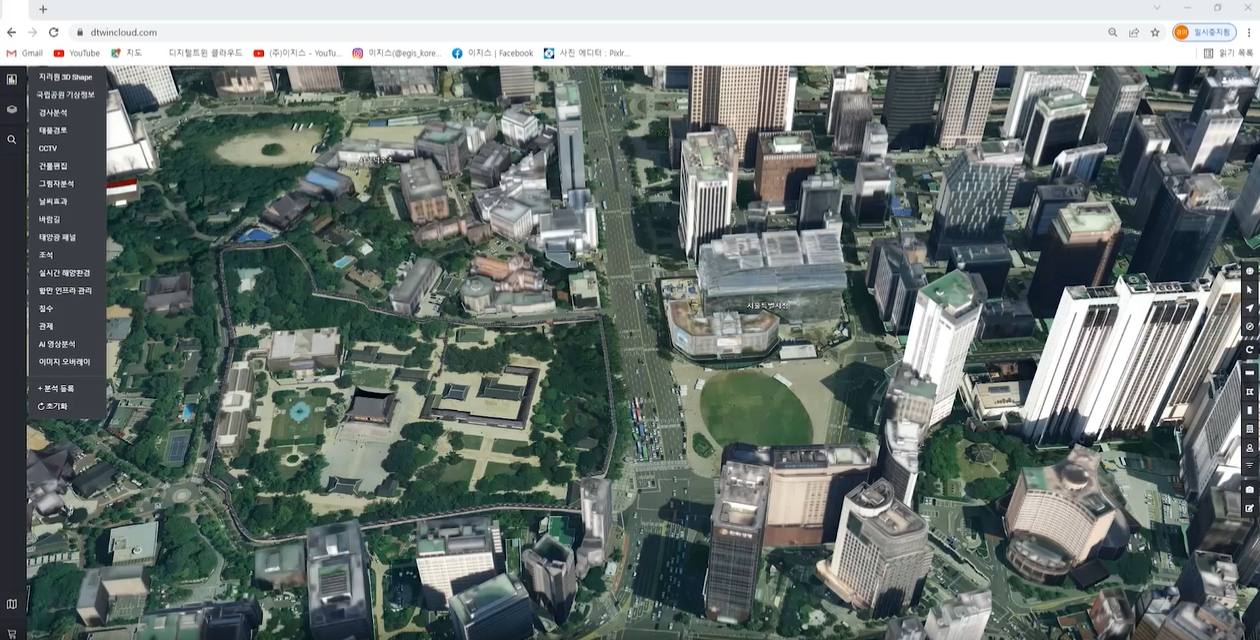 dtwincloud.com
일시중지됨
Gmail
YouTube
지도
디지털트윈 클라우드
(주)이지스 - YouTu...
이지스(@egis_kore...
이지스 | Facebook
사진 에디터 : Pixlr...
읽기 목록
지리원 3D Shape
국립공원 기상정보
경사분석
태풍경로
CCTV
건물편집
그림자분석
날씨효과
바람길
태양광 패널
조석
실시간 해양환경
항만 인프라 관리
침수
관제
AI 영상분석
이미지 오버레이
+ 분석 등록
초기화
서울특별시청